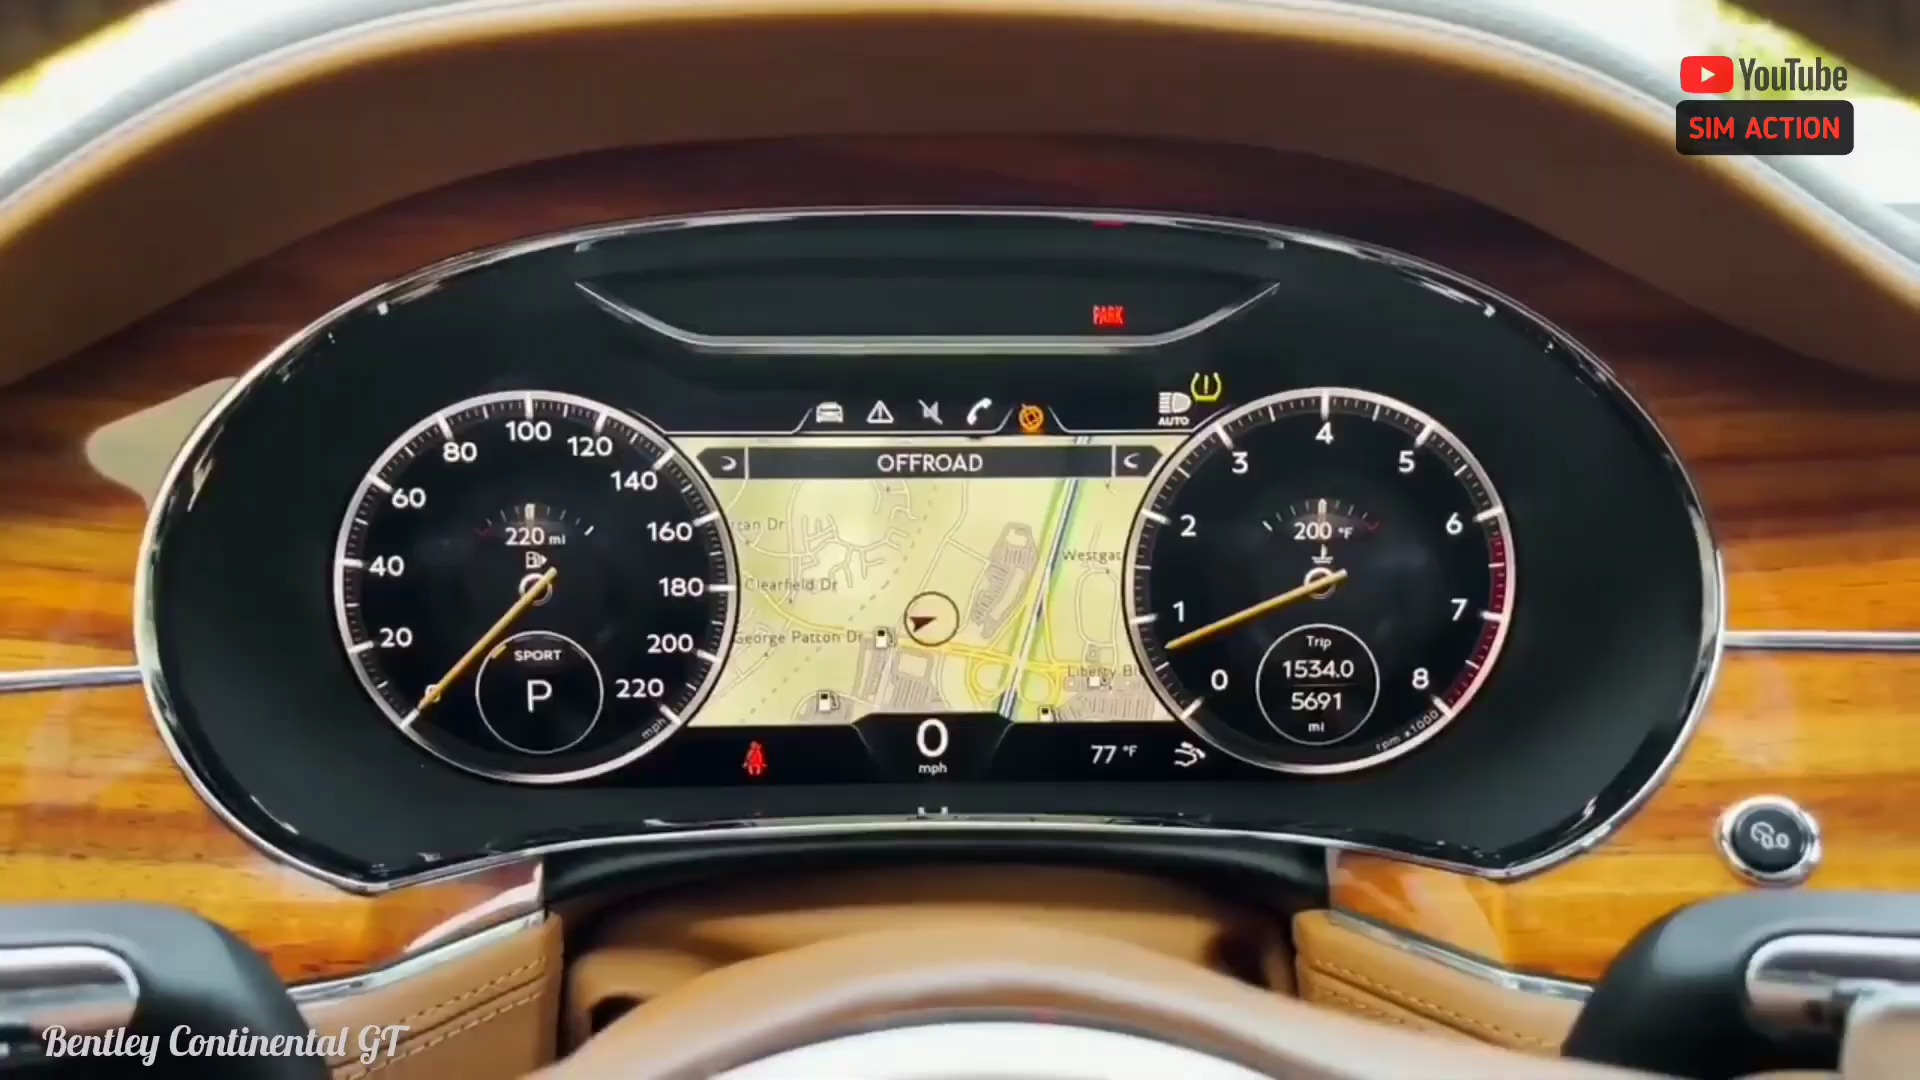 YouTube
SIM ACTION
PARK
AUTO
OFFROAD
0
20
40
60
80
100
120
140
160
180
200
220
mph
220 mi
SPORT
P
Clearfield Dr
George Patton Dr
Westgat
Liberty Bl
0
mph
77 °F
0
1
2
3
4
5
6
7
8
rpm x1000
200 °F
Trip
1534.0
5691
mi
Bentley Continental GT